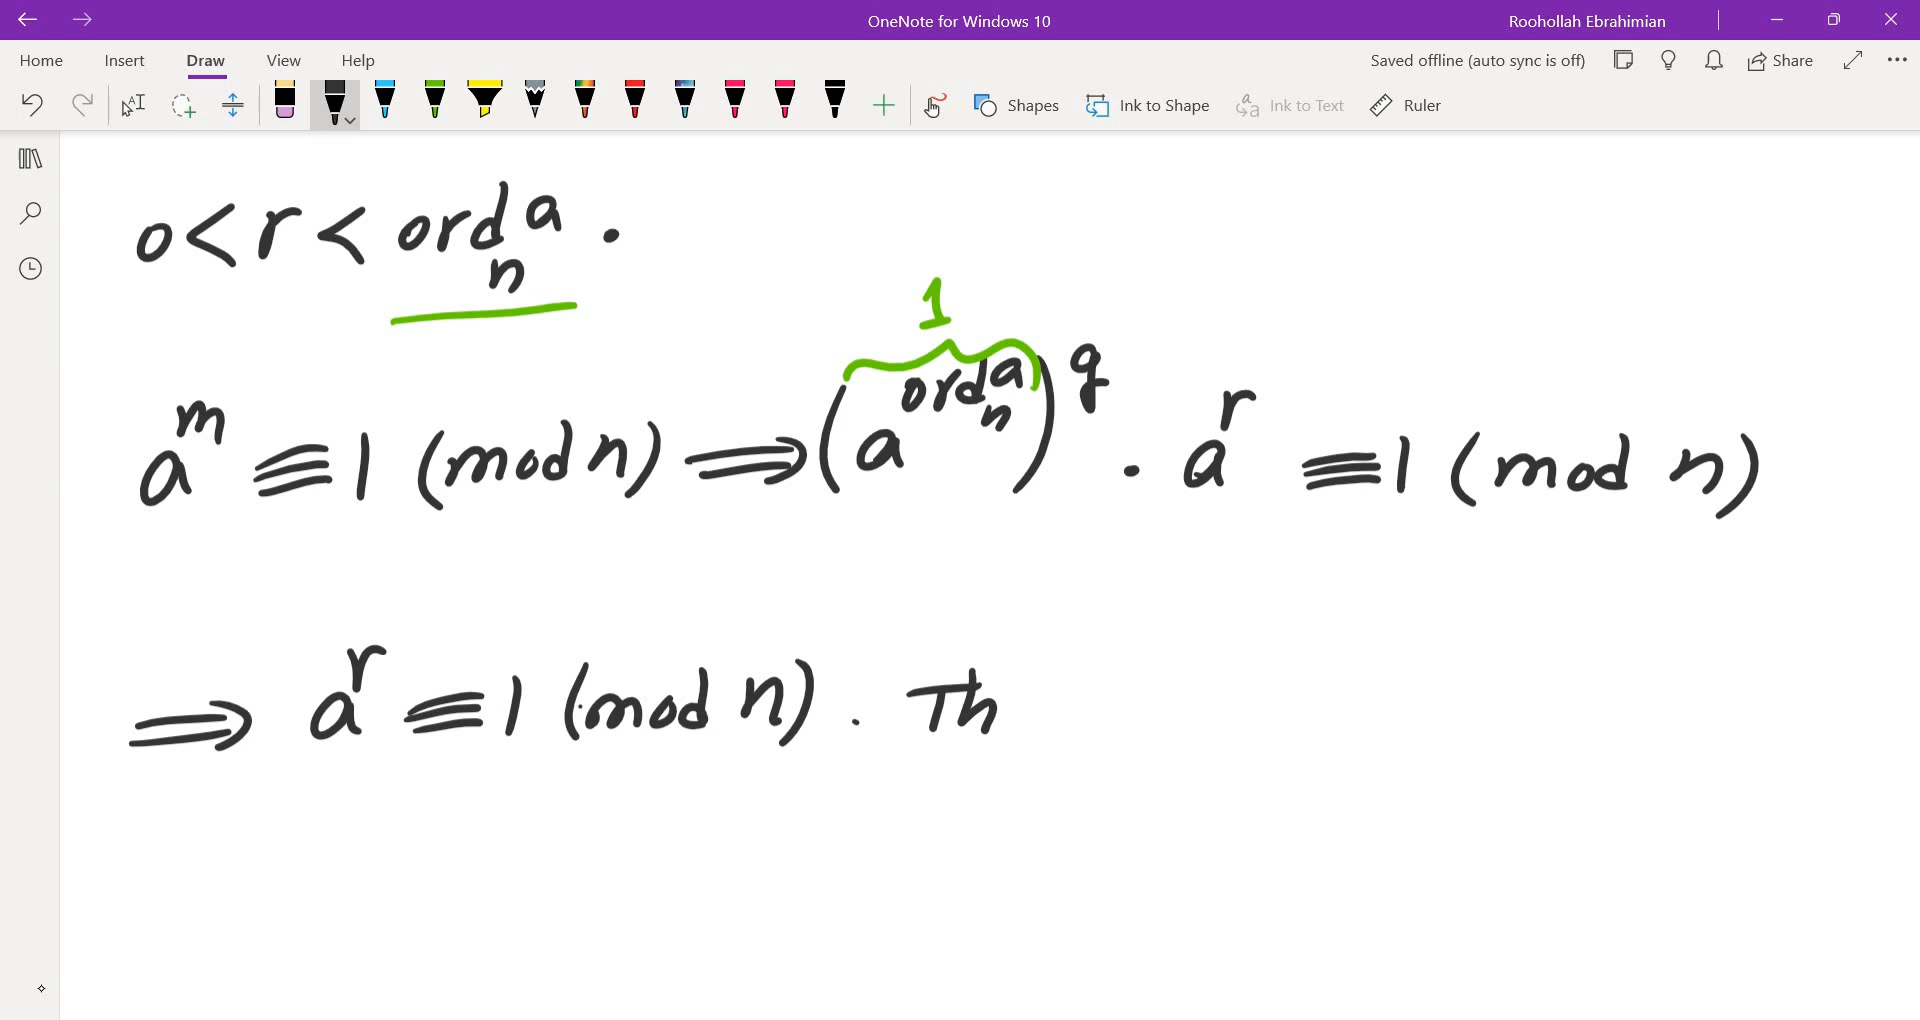 OneNote for Windows 10
Roohollah Ebrahimian
Home Insert Draw View Help
Saved offline (auto sync is off) Share
Shapes Ink to Shape Ink to Text Ruler
0 < r < ord_n a .
1
a^m ≡ 1 (mod n) ⟹ (a^{ord_n a})^q . a^r ≡ 1 (mod n)
⟹ a^r ≡ 1 (mod n) . Th